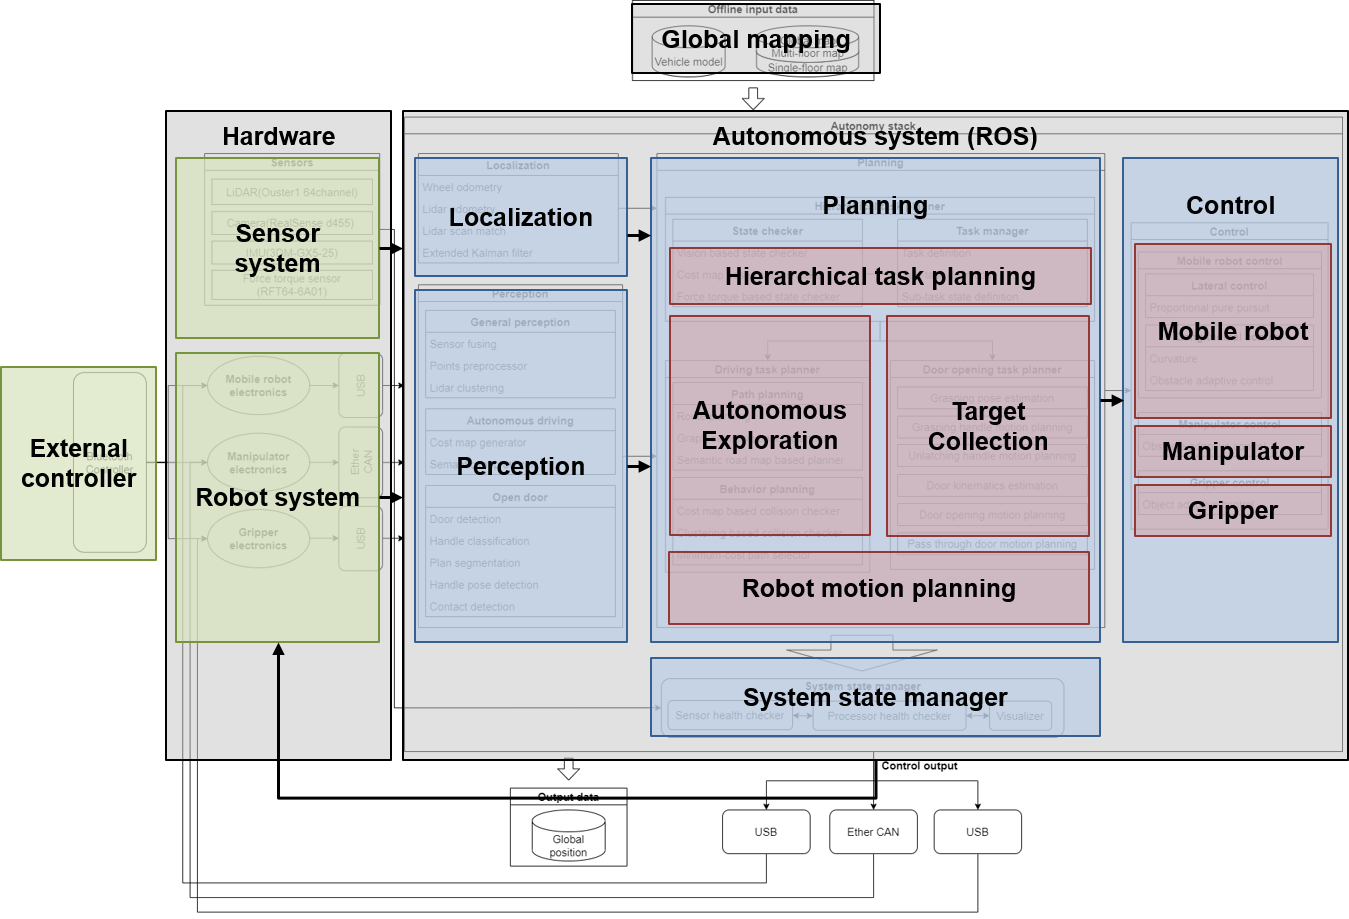 Offline input data
Global mapping
Vehicle model
Multi-floor map
Single-floor map
Hardware
Autonomous system (ROS)
Autonomy stack
Sensors
LiDAR(Ouster1 64channel)
Camera(RealSense d455)
Sensor
system
Force torque sensor
(RFT64-6A01)
External
controller
Controller
Mobile robot
electronics
USB
Manipulator
electronics
Ether
CAN
Robot system
Gripper
electronics
USB
Localization
Wheel odometry
Localization
Lidar scan match
Extended Kalman filter
Perception
General perception
Sensor fusing
Points preprocessor
Lidar clustering
Autonomous driving
Cost map generator
Perception
Open door
Door detection
Handle classification
Plan segmentation
Handle pose detection
Contact detection
Planning
Planning
State checker
Vision based state checker
Cost map
Force torque based state checker
Task manager
Task definition
Sub-task state definition
Hierarchical task planning
Driving task planner
Path planning
Autonomous
Exploration
Semantic road map based planner
Behavior planning
Cost map based collision checker
Clustering based collision checker
Minimum-cost path selector
Door opening task planner
Grasping pose estimation
Grasping handle motion planning
Target
Collection
Unlatching handle motion planning
Door kinematics estimation
Door opening motion planning
Pass through door motion planning
Robot motion planning
Control
Control
Mobile robot control
Lateral control
Proportional pure pursuit
Mobile robot
Curvature
Obstacle adaptive control
Manipulator control
Manipulator
Gripper control
Gripper
System state manager
System state manager
Sensor health checker
Processor health checker
Visualizer
Control output
Output data
Global
position
USB
Ether CAN
USB